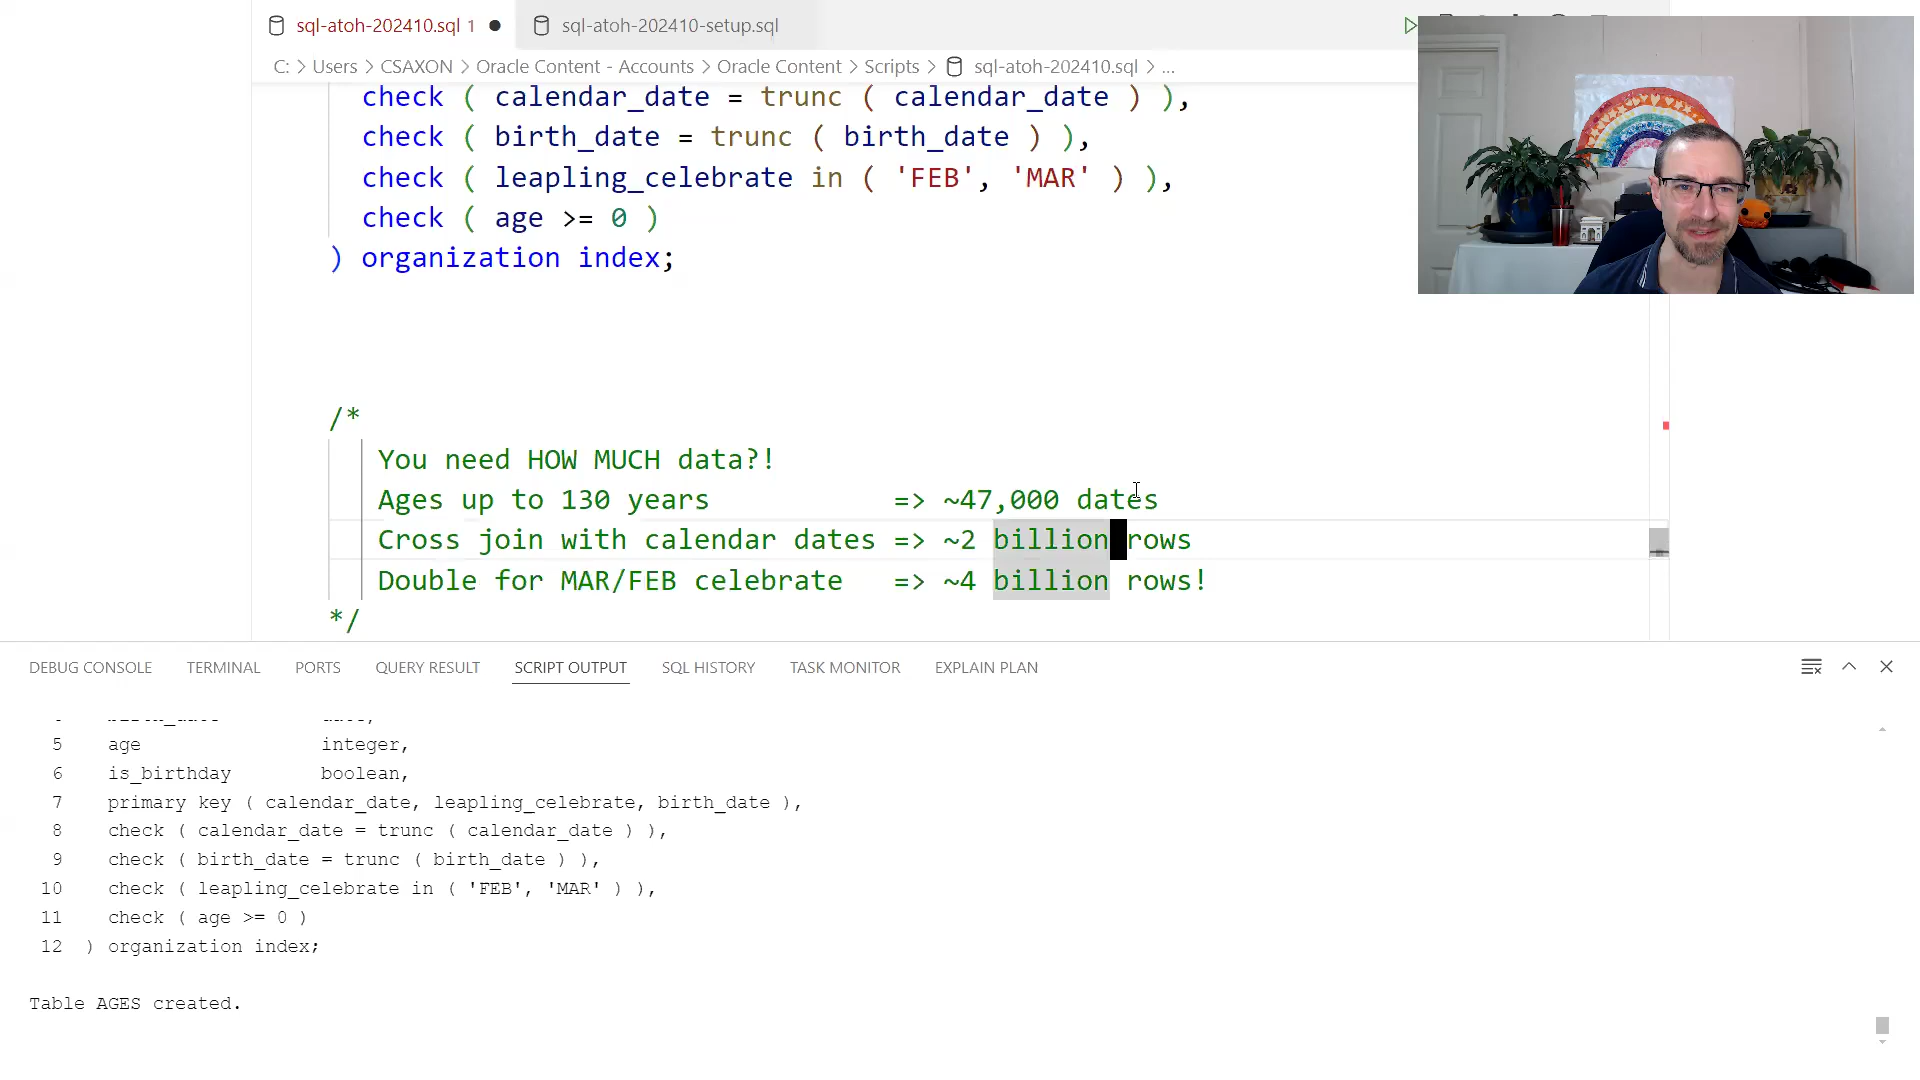 sql-atoh-202410.sql 1 ●
sql-atoh-202410-setup.sql
C: > Users > CSAXON > Oracle Content - Accounts > Oracle Content > Scripts > sql-atoh-202410.sql > ...
check ( calendar_date = trunc ( calendar_date ) ),
check ( birth_date = trunc ( birth_date ) ),
check ( leapling_celebrate in ( 'FEB', 'MAR' ) ),
check ( age >= 0 )
) organization index;
/*
You need HOW MUCH data?!
Ages up to 130 years => ~47,000 dates
Cross join with calendar dates => ~2 billion rows
Double for MAR/FEB celebrate => ~4 billion rows!
*/
DEBUG CONSOLE TERMINAL PORTS QUERY RESULT SCRIPT OUTPUT SQL HISTORY TASK MONITOR EXPLAIN PLAN
5 age integer,
6 is_birthday boolean,
7 primary key ( calendar_date, leapling_celebrate, birth_date ),
8 check ( calendar_date = trunc ( calendar_date ) ),
9 check ( birth_date = trunc ( birth_date ) ),
10 check ( leapling_celebrate in ( 'FEB', 'MAR' ) ),
11 check ( age >= 0 )
12 ) organization index;
Table AGES created.